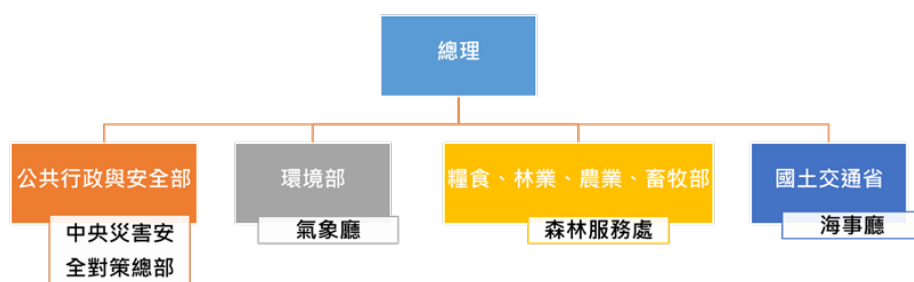 總理
公共行政與安全部
環境部
糧食、林業、農業、畜牧部
國土交通省
中央災害安
全對策總部
氣象廳
森林服務處
海事廳